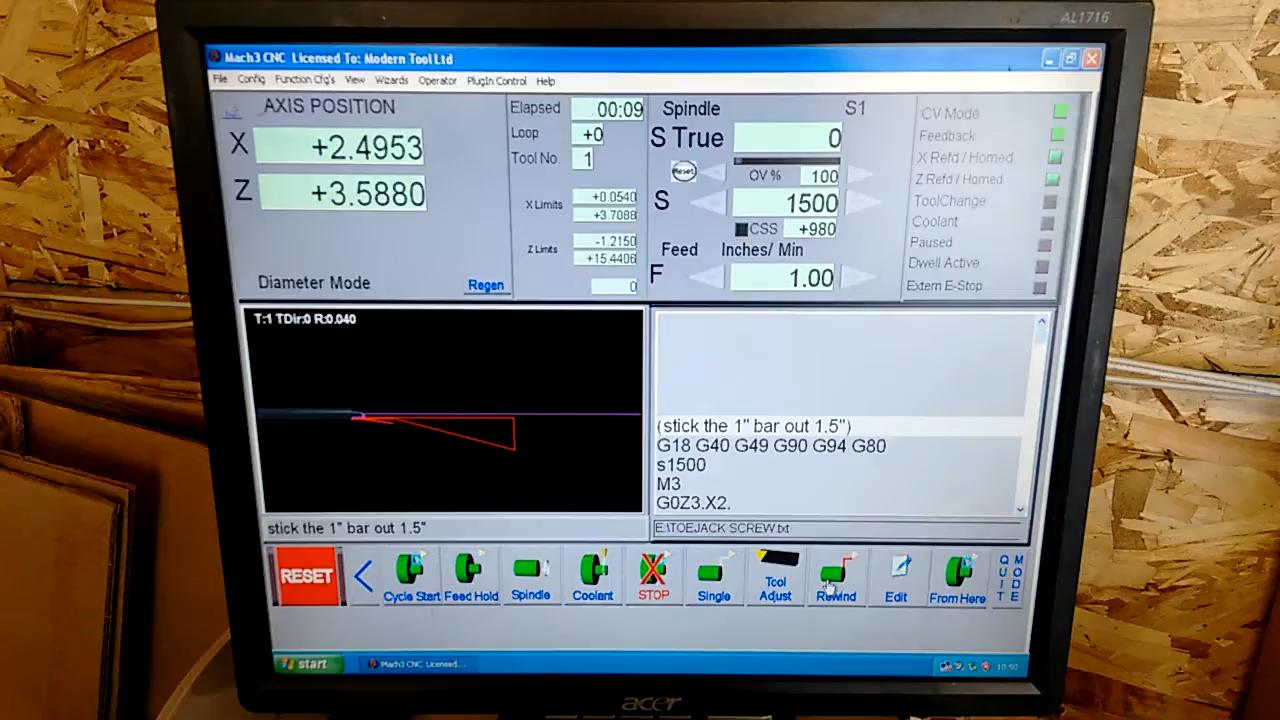 AL1716
Mach3 CNC Licensed To: Modern Tool Ltd
File Config Function Cfg's View Wizards Operator PlugIn Control Help
AXIS POSITION
X +2.4953
Z +3.5880
Diameter Mode
Regen
Elapsed 00:09
Loop +0
Tool No. 1
X Limits +0.0540
+3.7088
Z Limits -1.2150
+15.4406
0
Spindle S1
S True 0
Reset OV % 100
S 1500
CSS +980
Feed Inches/ Min
F 1.00
CV Mode
Feedback
X Refd / Homed
Z Refd / Homed
ToolChange
Coolant
Paused
Dwell Active
Extern E-Stop
T:1 TDir:0 R:0.040
stick the 1" bar out 1.5"
(stick the 1" bar out 1.5")
G18 G40 G49 G90 G94 G80
s1500
M3
G0Z3.X2.
E:\TOEJACK SCREW.txt
RESET
Cycle Start
Feed Hold
Spindle
Coolant
STOP
Single
Tool
Adjust
Rewind
Edit
From Here
QUIT
MODE
start
Mach3 CNC Licensed...
10:50
acer